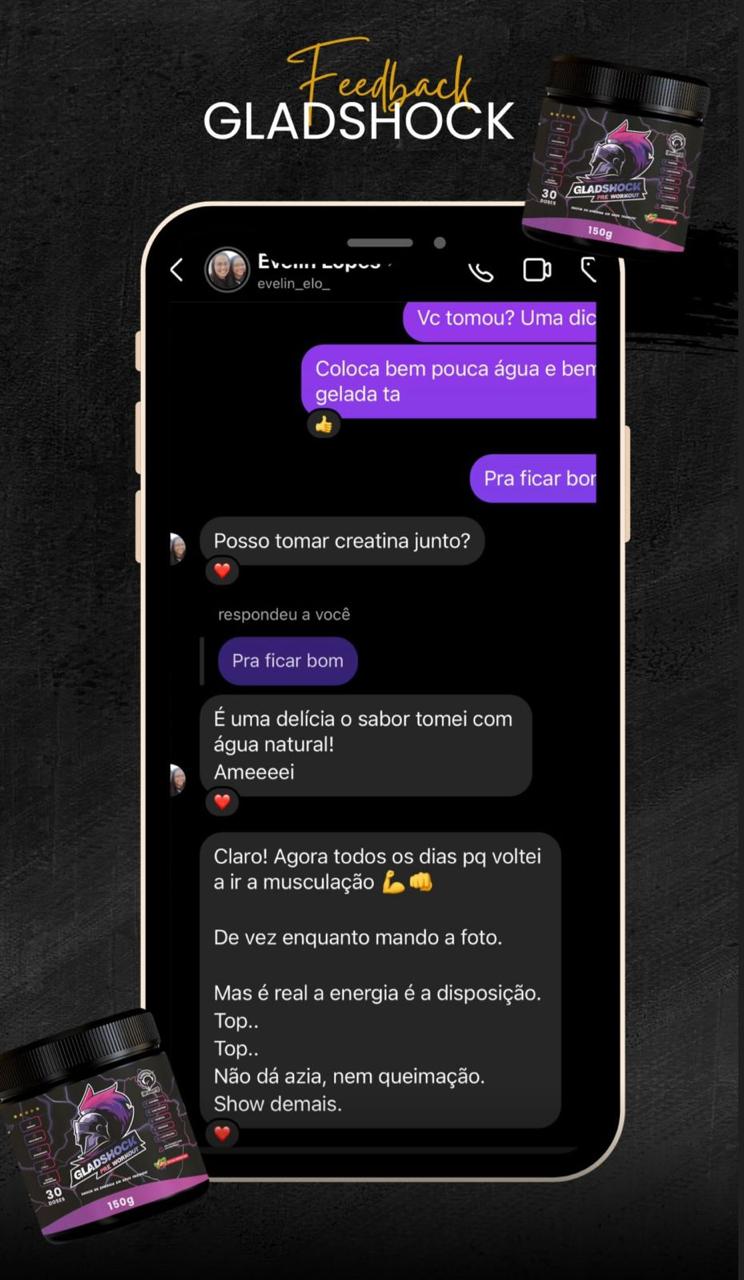 Feedback
GLADSHOCK
GLADSHOCK
PRE WORKOUT
30
DOSES
150g
Evelin Lopes
evelin_elo_
Vc tomou? Uma dic
Coloca bem pouca água e bem
gelada ta
👍
Pra ficar bor
Posso tomar creatina junto?
❤️
respondeu a você
Pra ficar bom
É uma delícia o sabor tomei com
água natural!
Ameeeei
❤️
Claro! Agora todos os dias pq voltei
a ir a musculação 💪👊
De vez enquanto mando a foto.
Mas é real a energia é a disposição.
Top..
Top..
Não dá azia, nem queimação.
Show demais.
❤️
GLADSHOCK
PRE WORKOUT
30
DOSES
150g